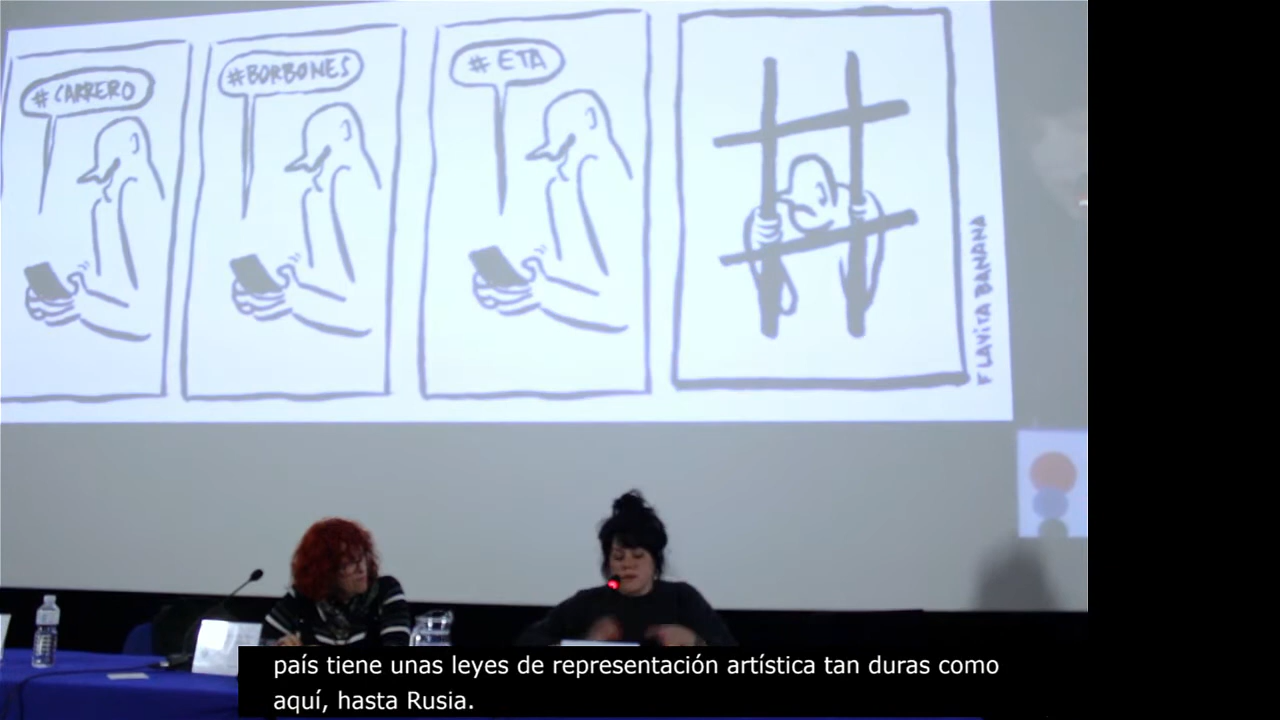 #CARRERO
#BORBONES
#ETA
FLAVITA BANANA
país tiene unas leyes de representación artística tan duras como
aquí, hasta Rusia.